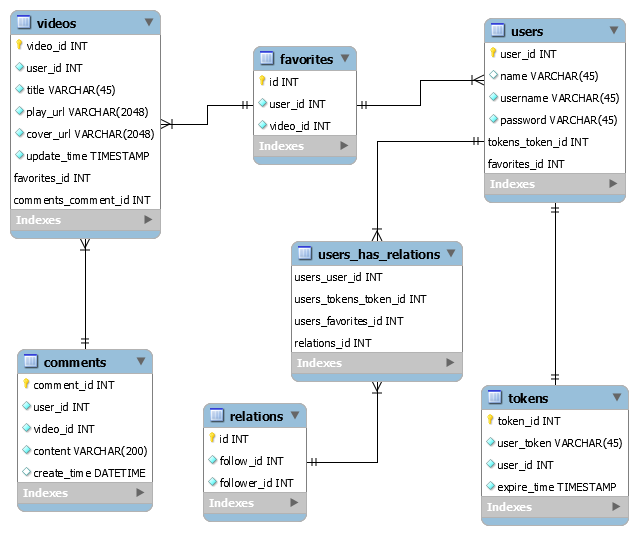 videos
video_id INT
user_id INT
title VARCHAR(45)
play_url VARCHAR(2048)
cover_url VARCHAR(2048)
update_time TIMESTAMP
favorites_id INT
comments_comment_id INT
Indexes
favorites
id INT
user_id INT
video_id INT
Indexes
users
user_id INT
name VARCHAR(45)
username VARCHAR(45)
password VARCHAR(45)
tokens_token_id INT
favorites_id INT
Indexes
users_has_relations
users_user_id INT
users_tokens_token_id INT
users_favorites_id INT
relations_id INT
Indexes
comments
comment_id INT
user_id INT
video_id INT
content VARCHAR(200)
create_time DATETIME
Indexes
relations
id INT
follow_id INT
follower_id INT
Indexes
tokens
token_id INT
user_token VARCHAR(45)
user_id INT
expire_time TIMESTAMP
Indexes